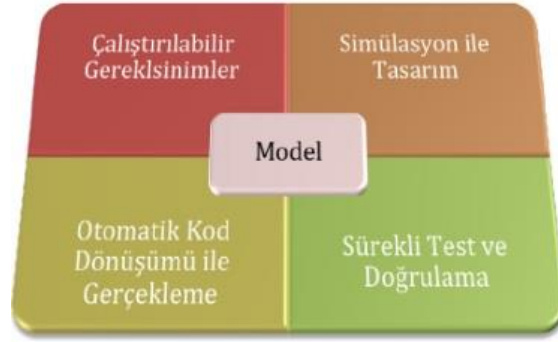 Çalıştırılabilir
Gereklsinimler
Simülasyon ile
Tasarım
Model
Otomatik Kod
Dönüşümü ile
Gerçekleme
Sürekli Test ve
Doğrulama